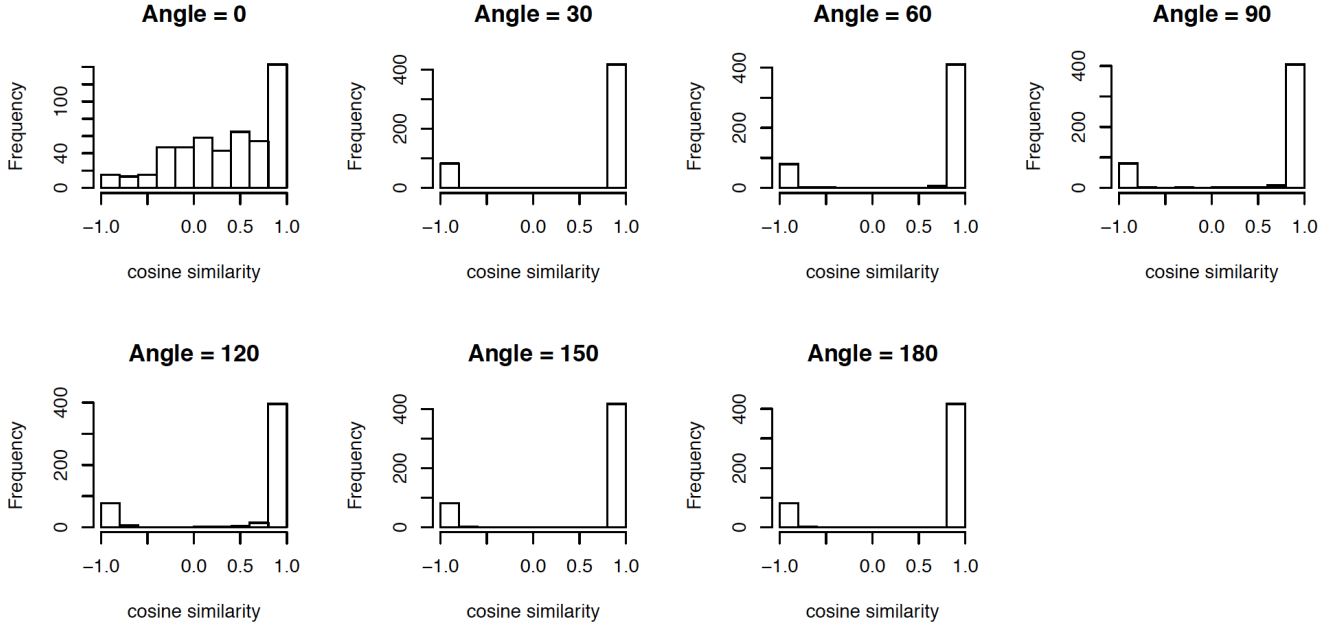 Angle = 0
Frequency
0 40 100
−1.0 0.0 0.5 1.0
cosine similarity
Angle = 30
Frequency
0 200 400
−1.0 0.0 0.5 1.0
cosine similarity
Angle = 60
Frequency
0 200 400
−1.0 0.0 0.5 1.0
cosine similarity
Angle = 90
Frequency
0 200 400
−1.0 0.0 0.5 1.0
cosine similarity
Angle = 120
Frequency
0 200 400
−1.0 0.0 0.5 1.0
cosine similarity
Angle = 150
Frequency
0 200 400
−1.0 0.0 0.5 1.0
cosine similarity
Angle = 180
Frequency
0 200 400
−1.0 0.0 0.5 1.0
cosine similarity